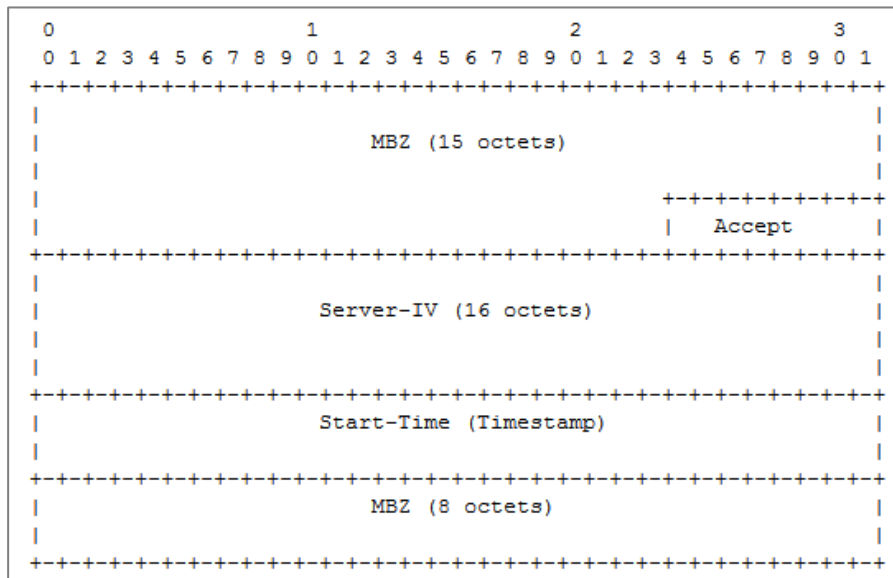 0                   1                   2                   3
0 1 2 3 4 5 6 7 8 9 0 1 2 3 4 5 6 7 8 9 0 1 2 3 4 5 6 7 8 9 0 1
+-+-+-+-+-+-+-+-+-+-+-+-+-+-+-+-+-+-+-+-+-+-+-+-+-+-+-+-+-+-+-+-+
|                                                               |
|                         MBZ (15 octets)                       |
|                                                               |
|                                               +-+-+-+-+-+-+-+-+
|                                               |   Accept      |
+-+-+-+-+-+-+-+-+-+-+-+-+-+-+-+-+-+-+-+-+-+-+-+-+-+-+-+-+-+-+-+-+
|                                                               |
|                     Server-IV (16 octets)                     |
|                                                               |
|                                                               |
+-+-+-+-+-+-+-+-+-+-+-+-+-+-+-+-+-+-+-+-+-+-+-+-+-+-+-+-+-+-+-+-+
|                     Start-Time (Timestamp)                    |
|                                                               |
+-+-+-+-+-+-+-+-+-+-+-+-+-+-+-+-+-+-+-+-+-+-+-+-+-+-+-+-+-+-+-+-+
|                         MBZ (8 octets)                        |
|                                                               |
+-+-+-+-+-+-+-+-+-+-+-+-+-+-+-+-+-+-+-+-+-+-+-+-+-+-+-+-+-+-+-+-+